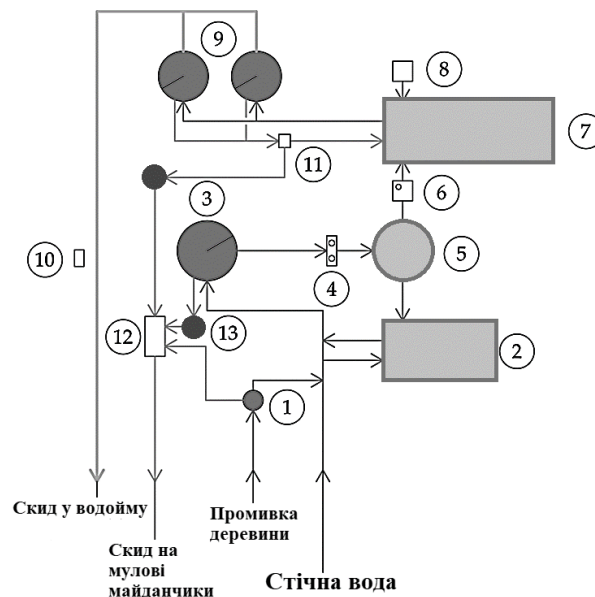 9
8
7
11
3
6
10
4
5
12
13
2
1
Скид у водойму
Промивка
деревини
Скид на
мулові
майданчики
Стічна вода